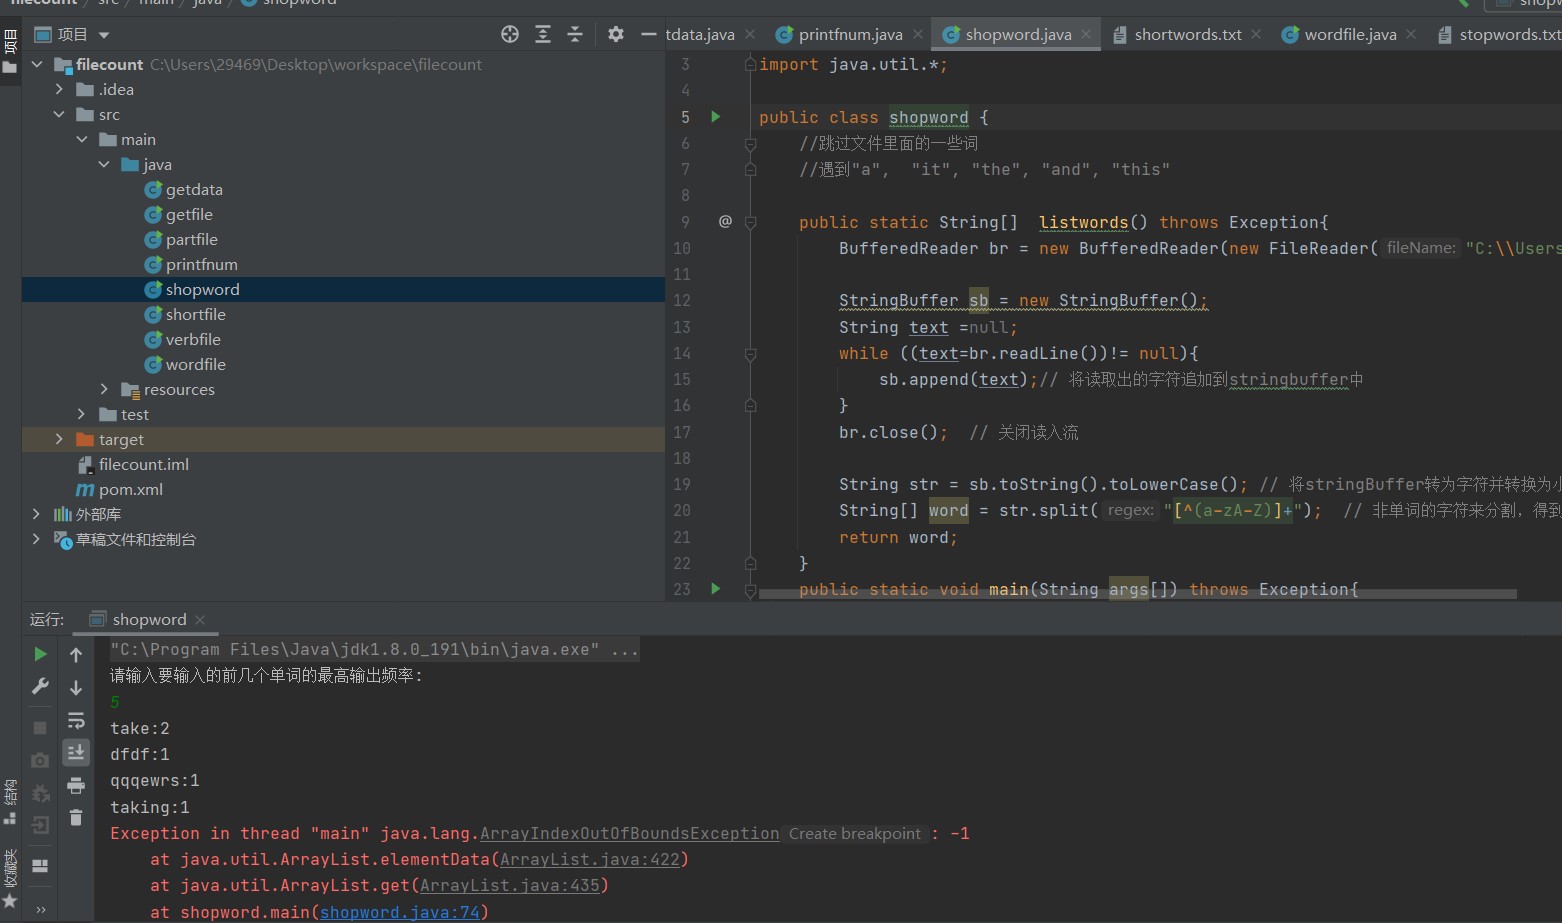 filecount / src / main / java / shopword
项目
项目
filecount C:\Users\29469\Desktop\workspace\filecount
.idea
src
main
java
getdata
getfile
partfile
printfnum
shopword
shortfile
verbfile
wordfile
resources
test
target
filecount.iml
pom.xml
外部库
草稿文件和控制台
tdata.java printfnum.java shopword.java shortwords.txt wordfile.java stopwords.txt
3 import java.util.*;
4
5 public class shopword {
6 //跳过文件里面的一些词
7 //遇到"a",  "it", "the", "and", "this"
8
9 @ public static String[]  listwords() throws Exception{
10 BufferedReader br = new BufferedReader(new FileReader( fileName: "C:\\Users
11
12 StringBuffer sb = new StringBuffer();
13 String text =null;
14 while ((text=br.readLine())!= null){
15 sb.append(text);// 将读取出的字符追加到stringbuffer中
16 }
17 br.close();  // 关闭读入流
18
19 String str = sb.toString().toLowerCase(); // 将stringBuffer转为字符并转换为小
20 String[] word = str.split( regex: "[^(a-zA-Z)]+");  // 非单词的字符来分割，得到
21 return word;
22 }
23 public static void main(String args[]) throws Exception{
运行: shopword
"C:\Program Files\Java\jdk1.8.0_191\bin\java.exe" ...
请输入要输入的前几个单词的最高输出频率:
5
take:2
dfdf:1
qqqewrs:1
taking:1
Exception in thread "main" java.lang.ArrayIndexOutOfBoundsException Create breakpoint : -1
at java.util.ArrayList.elementData(ArrayList.java:422)
at java.util.ArrayList.get(ArrayList.java:435)
at shopword.main(shopword.java:74)
结构
收藏夹